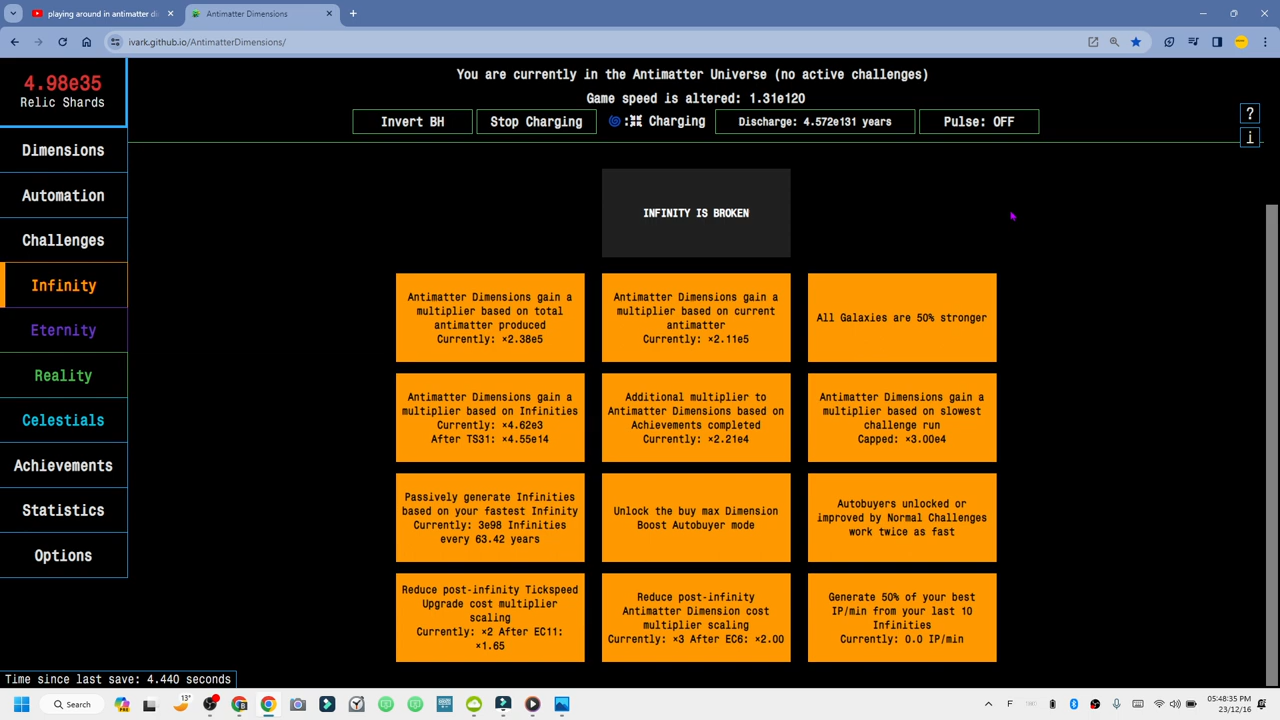 playing around in antimatter di
Antimatter Dimensions
ivark.github.io/AntimatterDimensions/
4.98e35
Relic Shards
You are currently in the Antimatter Universe (no active challenges)
Game speed is altered: 1.31e120
Invert BH
Stop Charging
Charging
Discharge: 4.572e131 years
Pulse: OFF
?
i
Dimensions
Automation
Challenges
Infinity
Eternity
Reality
Celestials
Achievements
Statistics
Options
INFINITY IS BROKEN
Antimatter Dimensions gain a
multiplier based on total
antimatter produced
Currently: ×2.38e5
Antimatter Dimensions gain a
multiplier based on current
antimatter
Currently: ×2.11e5
All Galaxies are 50% stronger
Antimatter Dimensions gain a
multiplier based on Infinities
Currently: ×4.62e3
After TS31: ×4.55e14
Additional multiplier to
Antimatter Dimensions based on
Achievements completed
Currently: ×2.21e4
Antimatter Dimensions gain a
multiplier based on slowest
challenge run
Capped: ×3.00e4
Passively generate Infinities
based on your fastest Infinity
Currently: 3e98 Infinities
every 63.42 years
Unlock the buy max Dimension
Boost Autobuyer mode
Autobuyers unlocked or
improved by Normal Challenges
work twice as fast
Reduce post-infinity Tickspeed
Upgrade cost multiplier
scaling
Currently: ×2 After EC11:
×1.65
Reduce post-infinity
Antimatter Dimension cost
multiplier scaling
Currently: ×3 After EC6: ×2.00
Generate 50% of your best
IP/min from your last 10
Infinities
Currently: 0.0 IP/min
Time since last save: 4.440 seconds
Search
13°
F
05:48:35
23/12/16